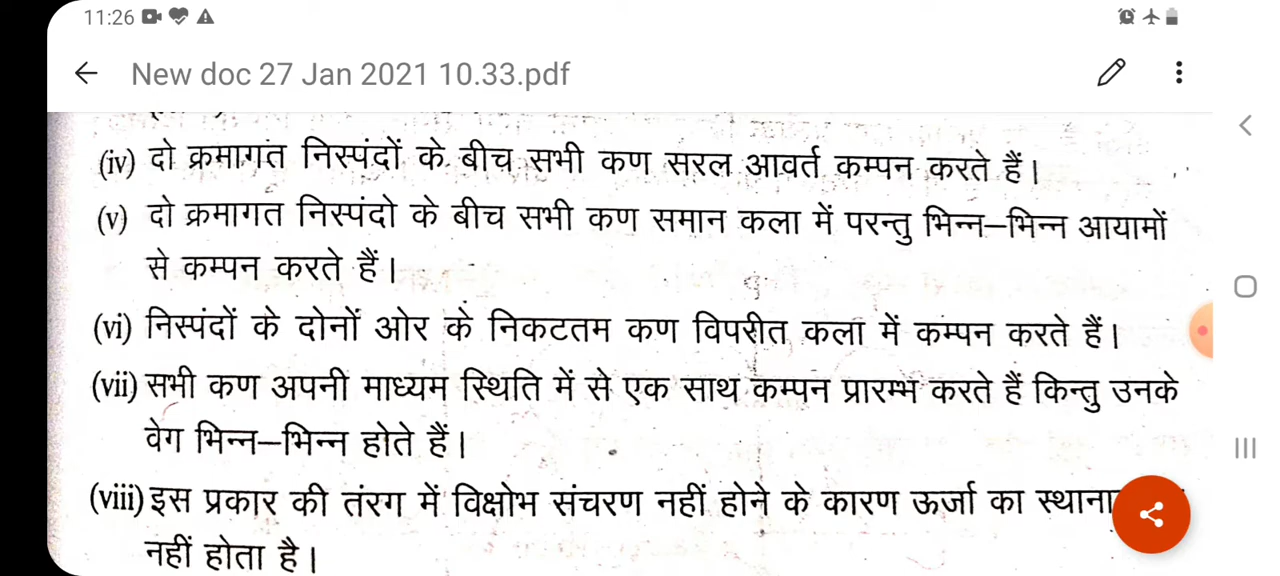 11:26
New doc 27 Jan 2021 10.33.pdf
(iv) दो क्रमागत निस्पंदों के बीच सभी कण सरल आवर्त कम्पन करते हैं।
(v) दो क्रमागत निस्पंदो के बीच सभी कण समान कला में परन्तु भिन्न–भिन्न आयामों
से कम्पन करते हैं।
(vi) निस्पंदों के दोनों ओर के निकटतम कण विपरीत कला में कम्पन करते हैं।
(vii) सभी कण अपनी माध्यम स्थिति में से एक साथ कम्पन प्रारम्भ करते हैं किन्तु उनके
वेग भिन्न–भिन्न होते हैं।
(viii) इस प्रकार की तंरग में विक्षोभ संचरण नहीं होने के कारण ऊर्जा का
नहीं होता है।